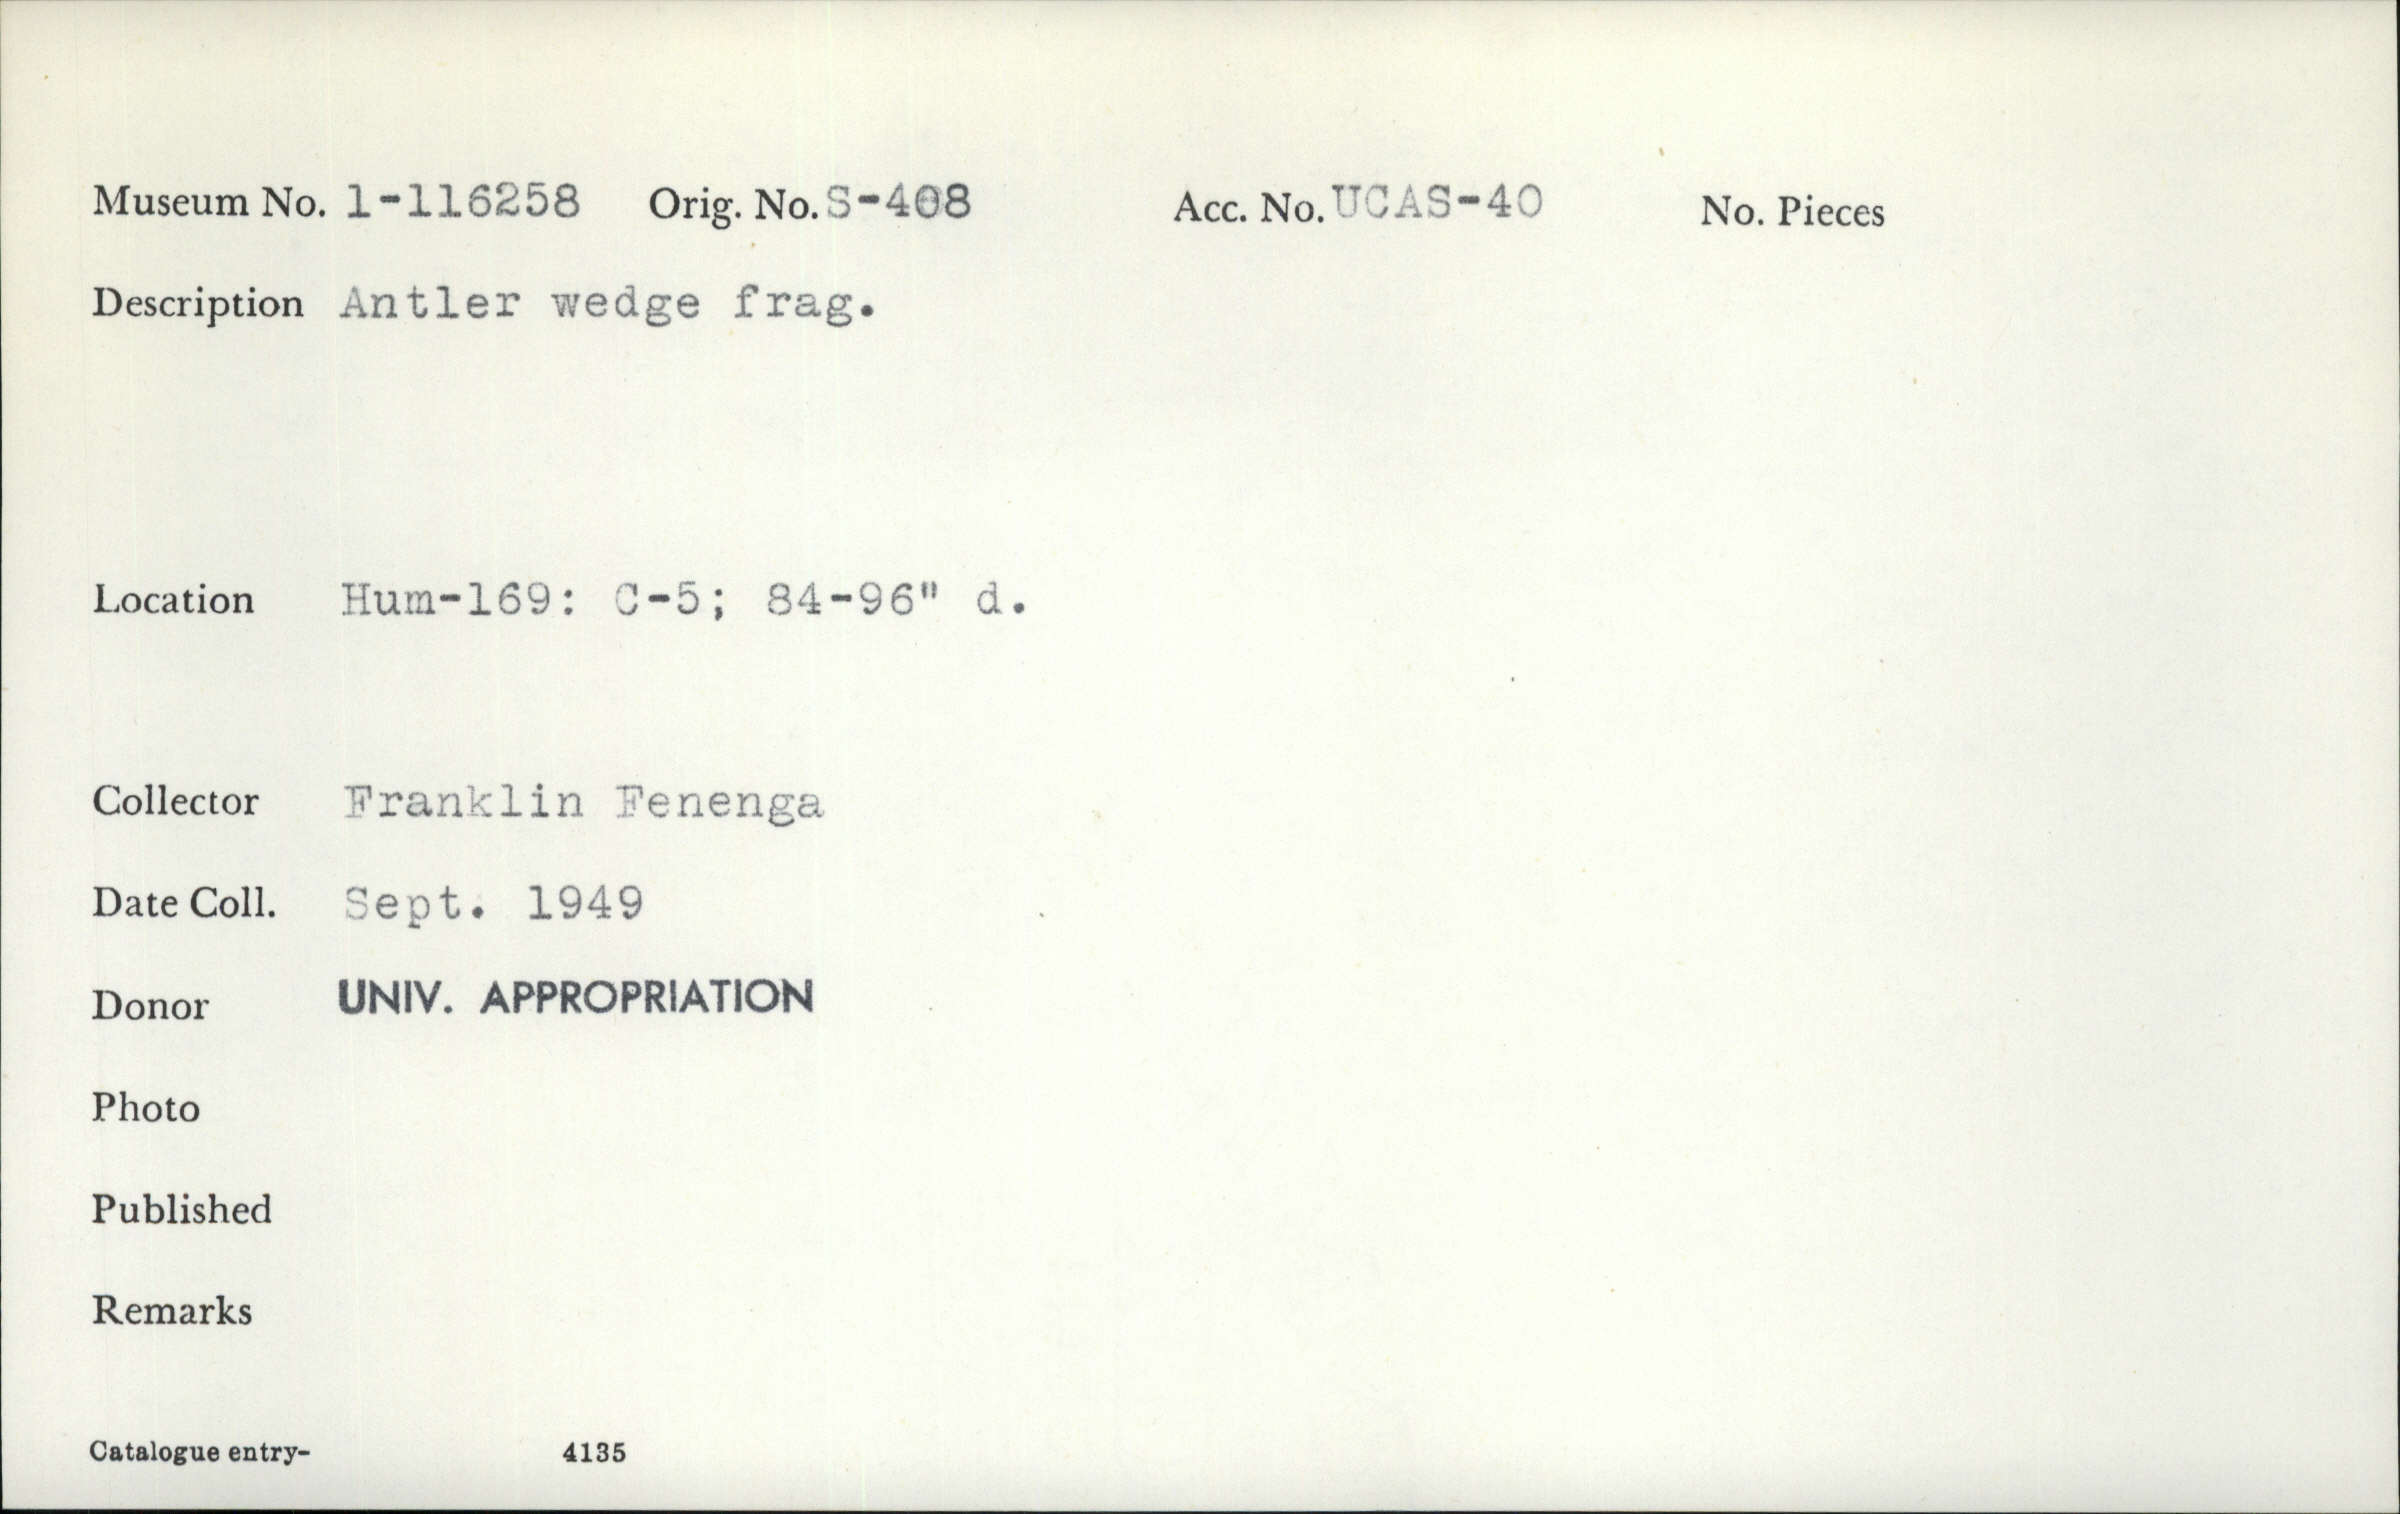 Museum No. 1-116258 Orig. No. S-408 Acc. No. UCAS-40 No. Pieces
Description Antler wedge frag.
Location Hum-169: C-5; 84-96" d.
Collector Franklin Fenenga
Date Coll. Sept. 1949
Donor UNIV. APPROPRIATION
Photo
Published
Remarks
Catalogue entry- 4135